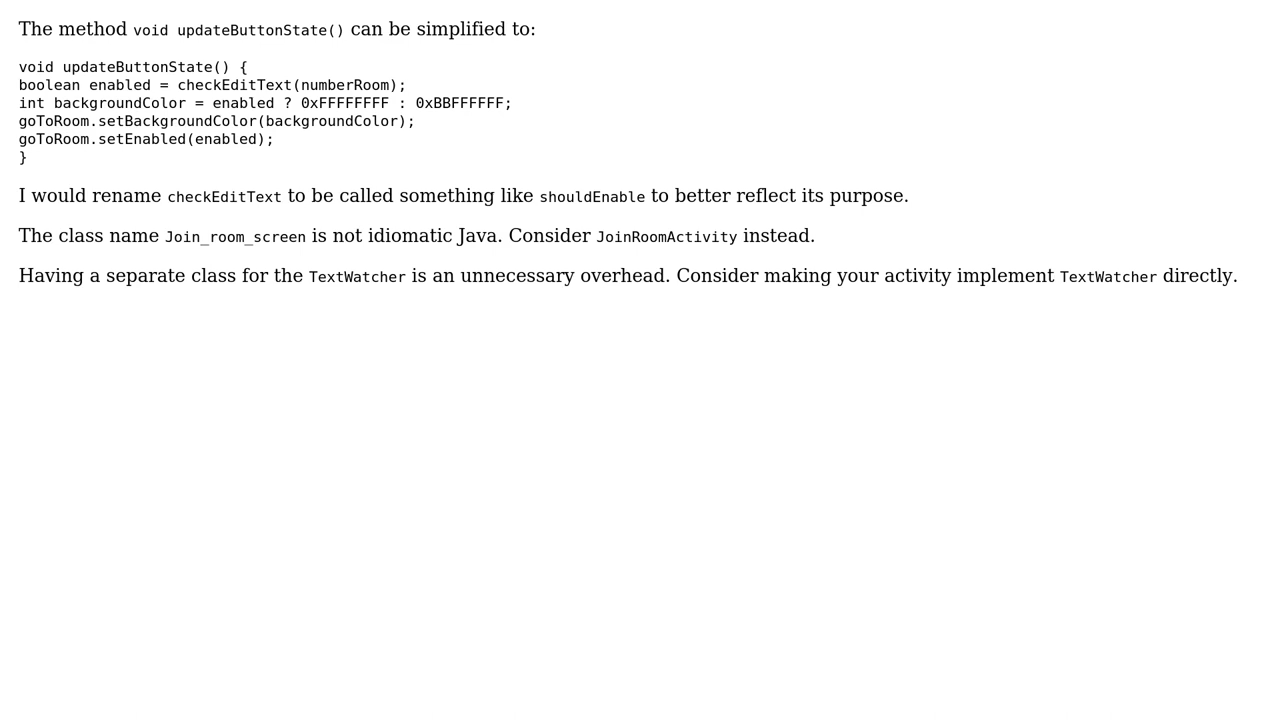 The method void updateButtonState() can be simplified to:
void updateButtonState() {
boolean enabled = checkEditText(numberRoom);
int backgroundColor = enabled ? 0xFFFFFFFF : 0xBBFFFFFF;
goToRoom.setBackgroundColor(backgroundColor);
goToRoom.setEnabled(enabled);
}
I would rename checkEditText to be called something like shouldEnable to better reflect its purpose.
The class name Join_room_screen is not idiomatic Java. Consider JoinRoomActivity instead.
Having a separate class for the TextWatcher is an unnecessary overhead. Consider making your activity implement TextWatcher directly.